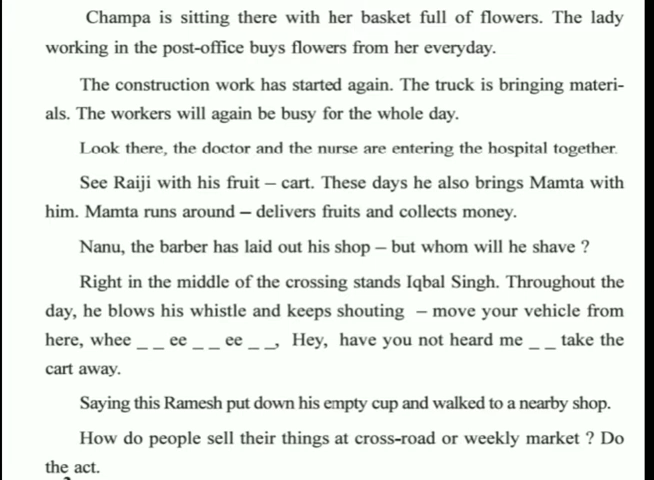 Champa is sitting there with her basket full of flowers. The lady
working in the post-office buys flowers from her everyday.
The construction work has started again. The truck is bringing materi-
als. The workers will again be busy for the whole day.
Look there, the doctor and the nurse are entering the hospital together.
See Raiji with his fruit – cart. These days he also brings Mamta with
him. Mamta runs around – delivers fruits and collects money.
Nanu, the barber has laid out his shop – but whom will he shave ?
Right in the middle of the crossing stands Iqbal Singh. Throughout the
day, he blows his whistle and keeps shouting – move your vehicle from
here, whee _ _ ee _ _ ee _ _, Hey, have you not heard me _ _ take the
cart away.
Saying this Ramesh put down his empty cup and walked to a nearby shop.
How do people sell their things at cross-road or weekly market ? Do
the act.